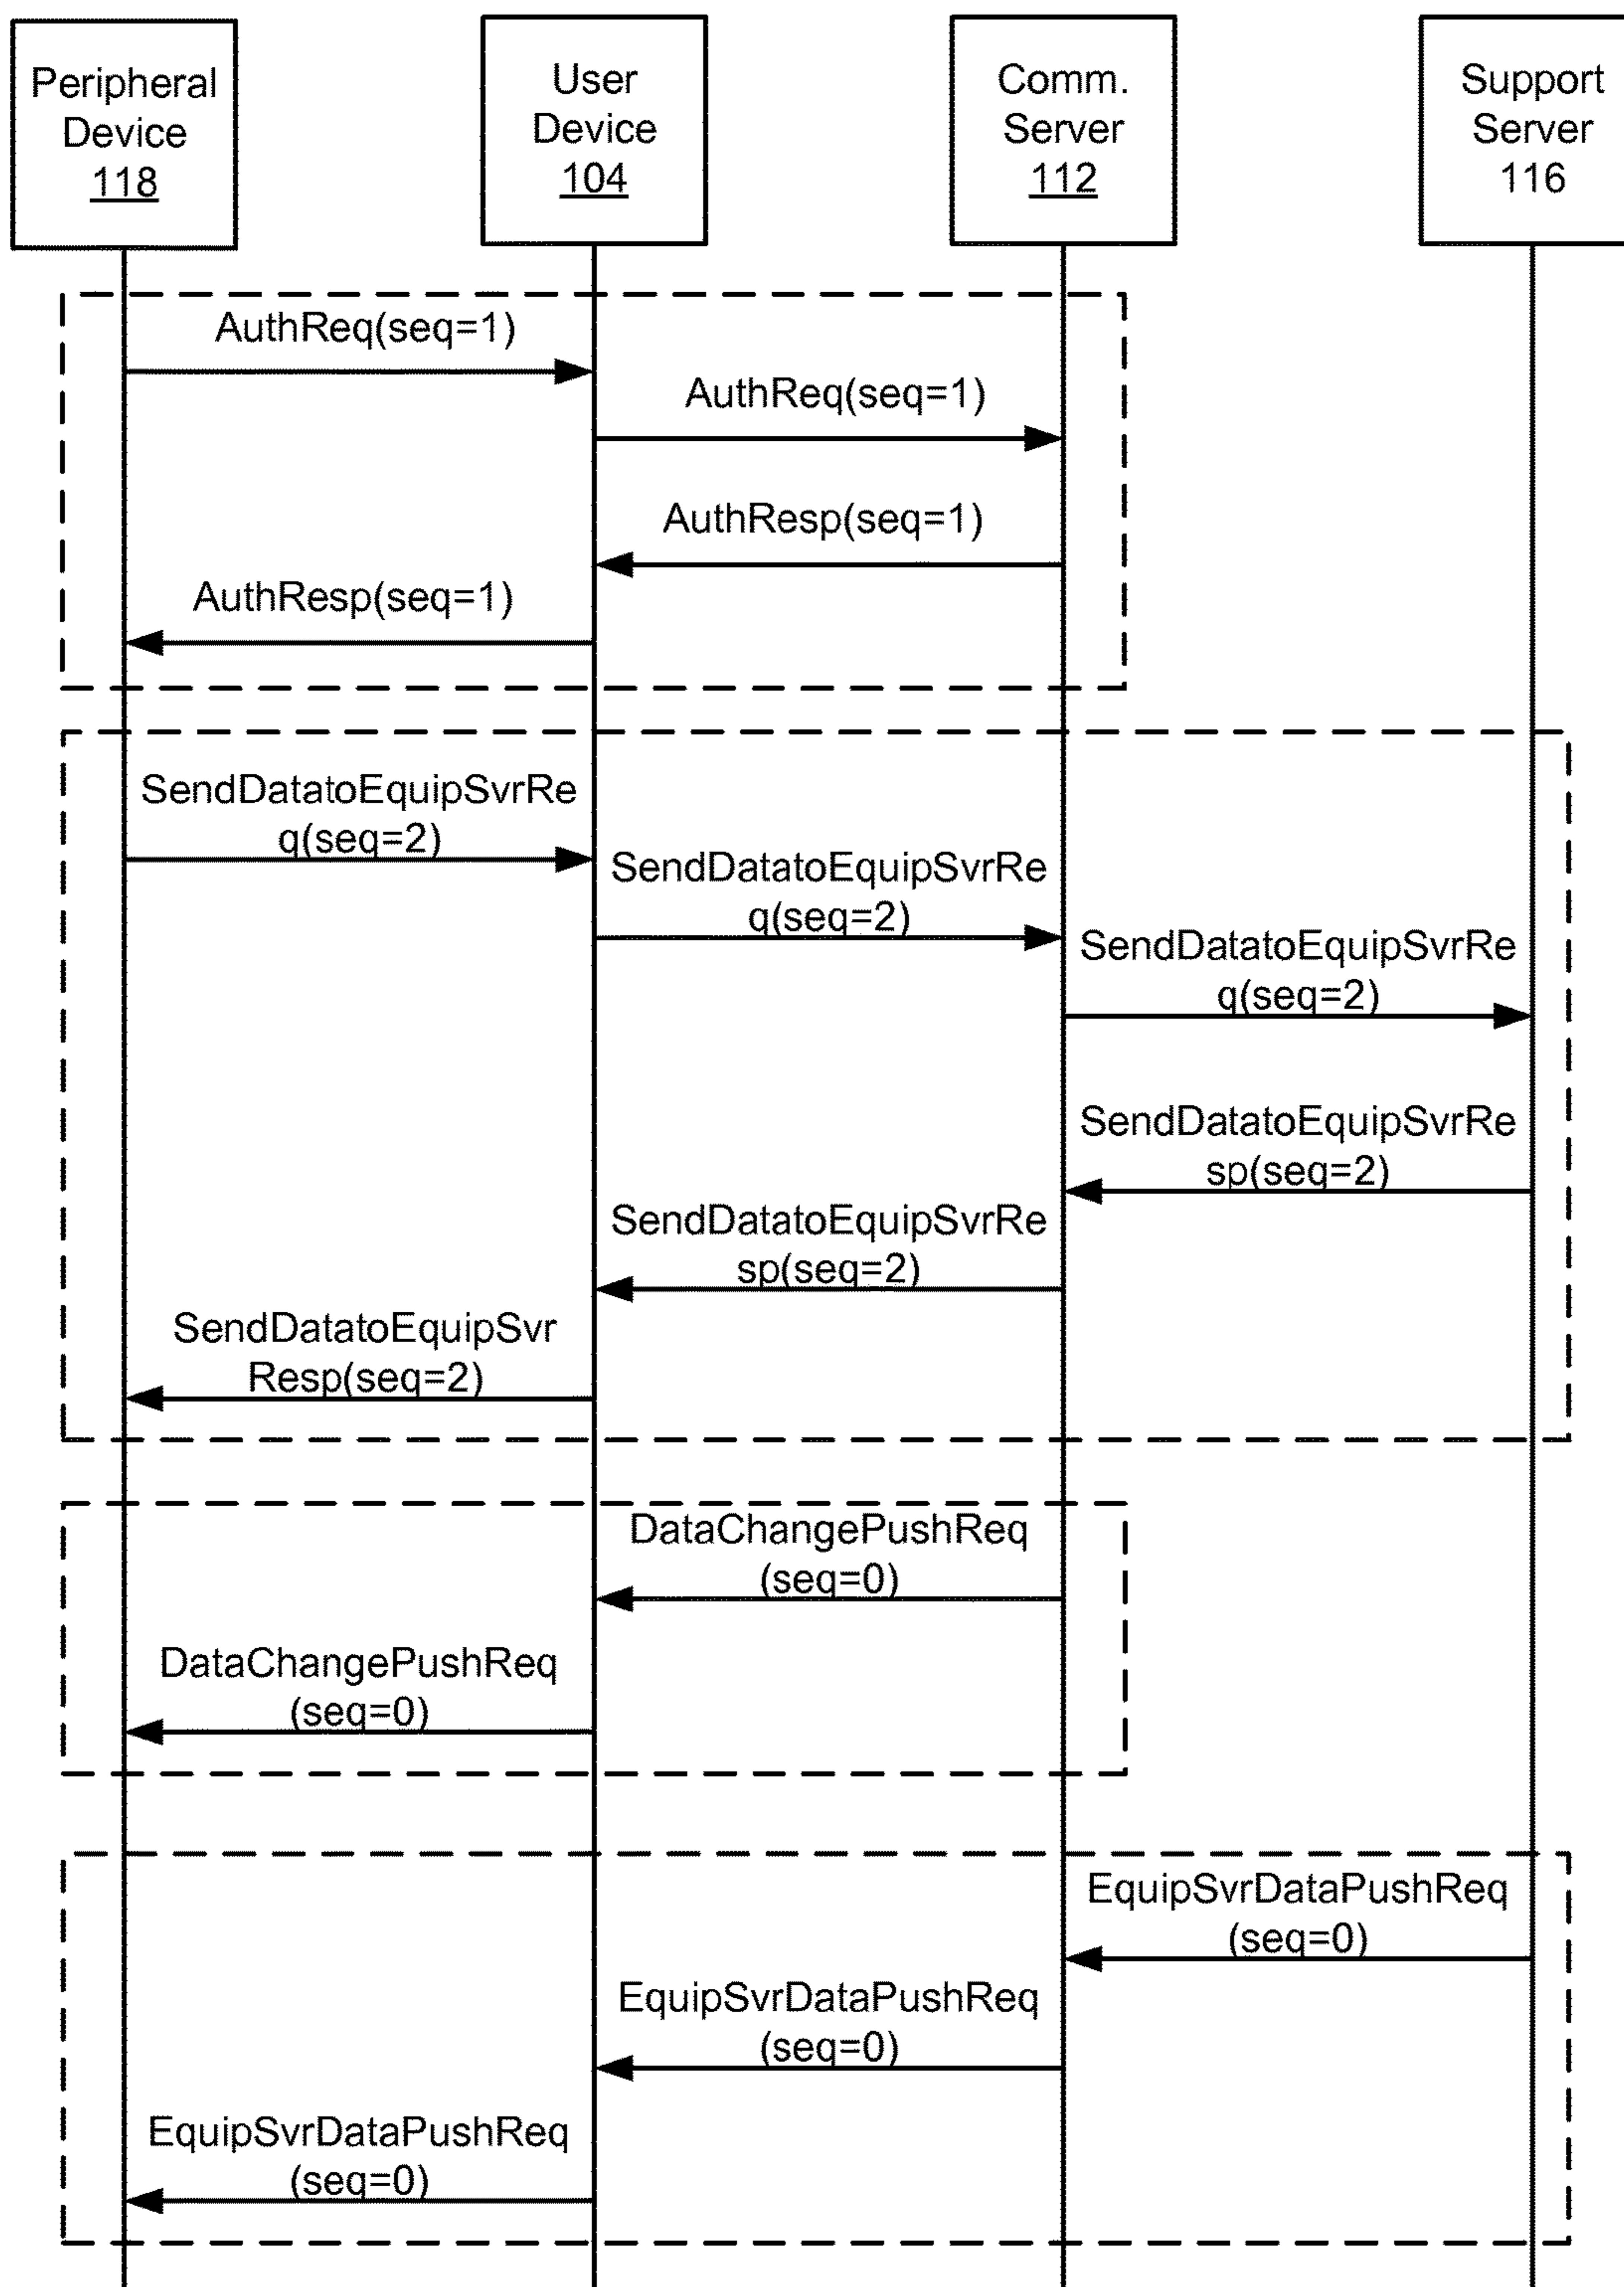 Peripheral
Device
118
User
Device
104
Comm.
Server
112
Support
Server
116
AuthReq(seq=1)
AuthReq(seq=1)
AuthResp(seq=1)
AuthResp(seq=1)
SendDatatoEquipSvrRe
q(seq=2)
SendDatatoEquipSvrRe
q(seq=2)
SendDatatoEquipSvrRe
q(seq=2)
SendDatatoEquipSvrRe
sp(seq=2)
SendDatatoEquipSvrRe
sp(seq=2)
SendDatatoEquipSvr
Resp(seq=2)
DataChangePushReq
(seq=0)
DataChangePushReq
(seq=0)
EquipSvrDataPushReq
(seq=0)
EquipSvrDataPushReq
(seq=0)
EquipSvrDataPushReq
(seq=0)